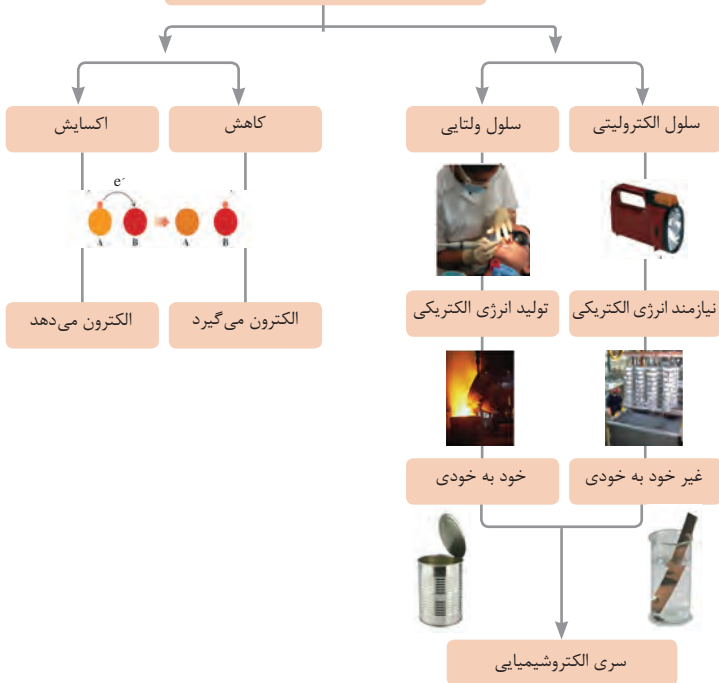 سلول الکترولیتی
سلول ولتایی
کاهش
اکسایش
e-
A B A B
نیازمند انرژی الکتریکی
تولید انرژی الکتریکی
الکترون می‌گیرد
الکترون می‌دهد
غیر خود به خودی
خود به خودی
سری الکتروشیمیایی